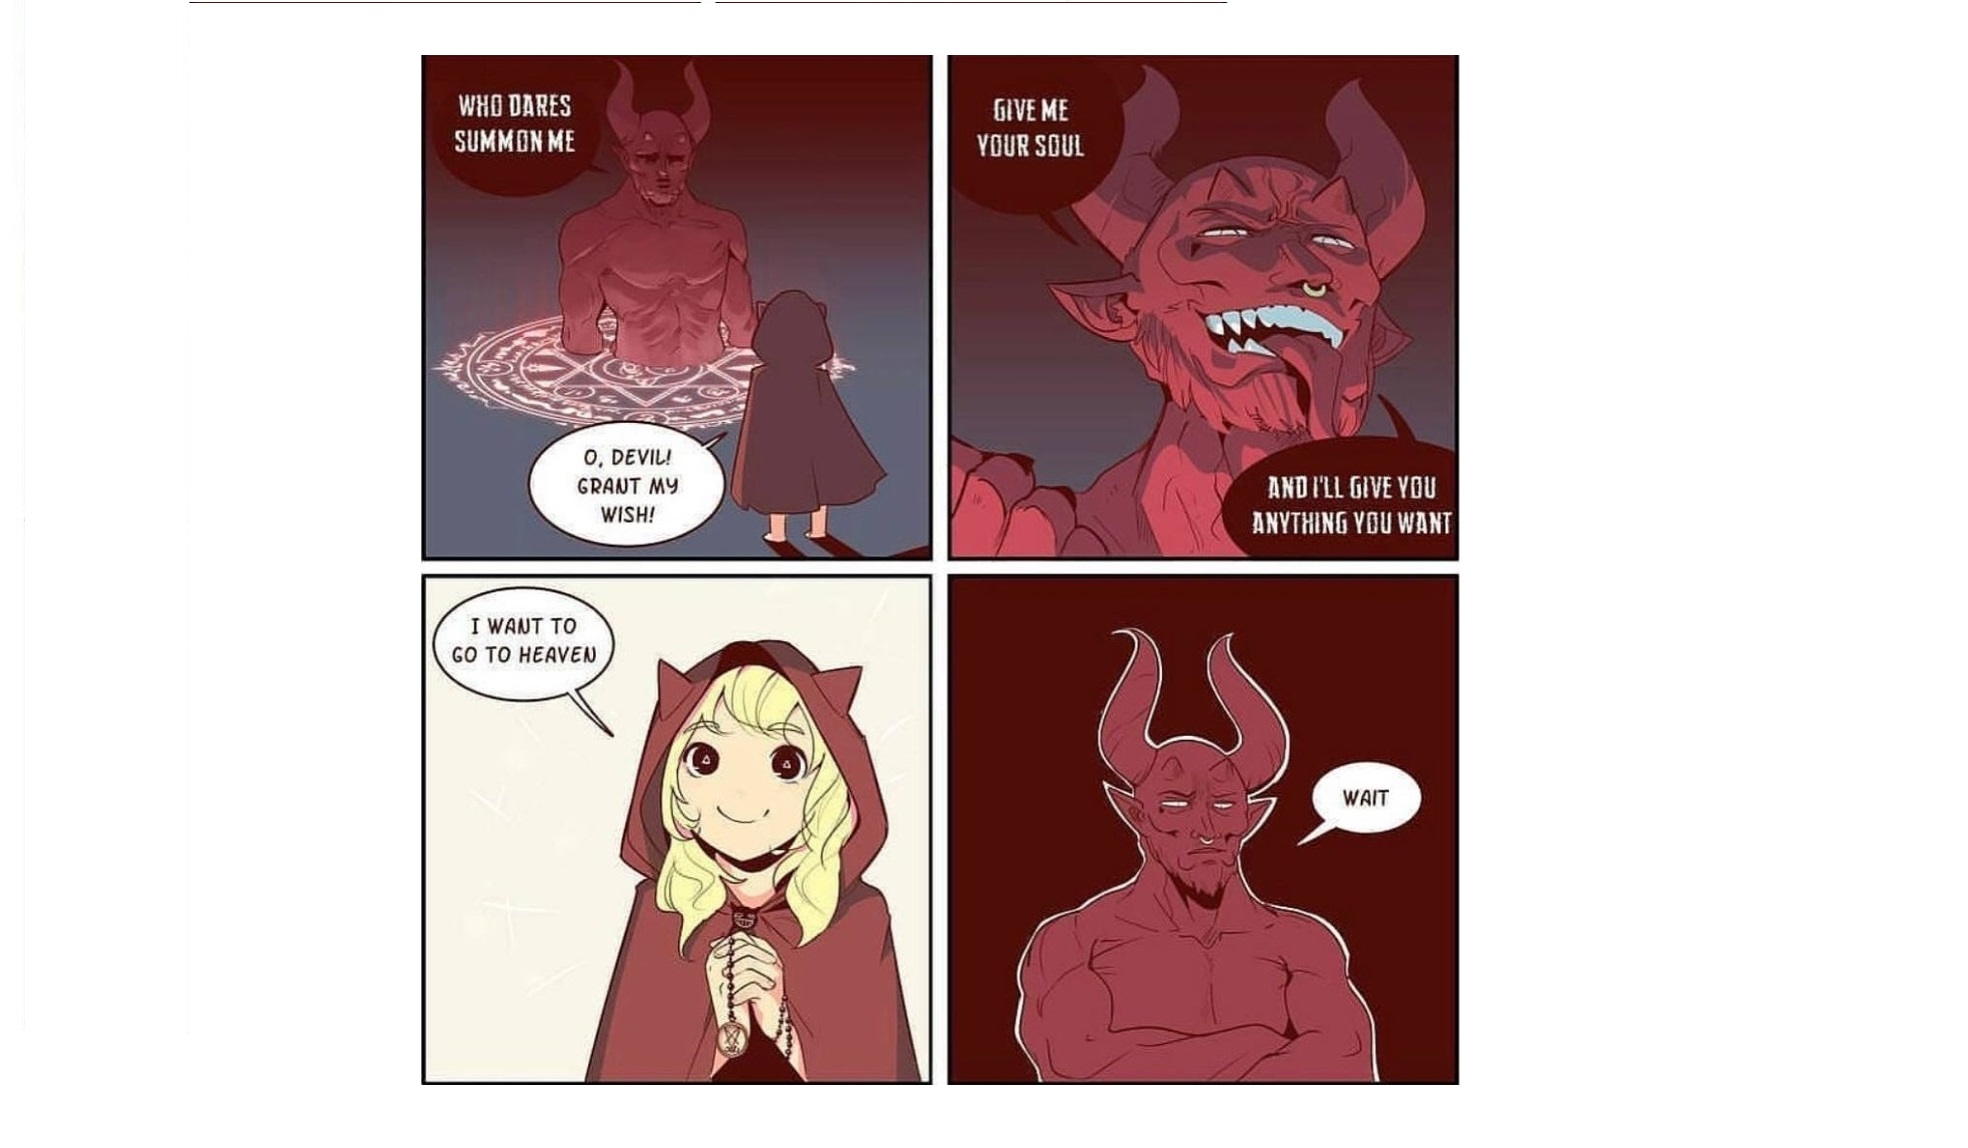 WHO DARES
SUMMON ME
O, DEVIL!
GRANT MY
WISH!
GIVE ME
YOUR SOUL
AND I'LL GIVE YOU
ANYTHING YOU WANT
I WANT TO
GO TO HEAVEN
WAIT